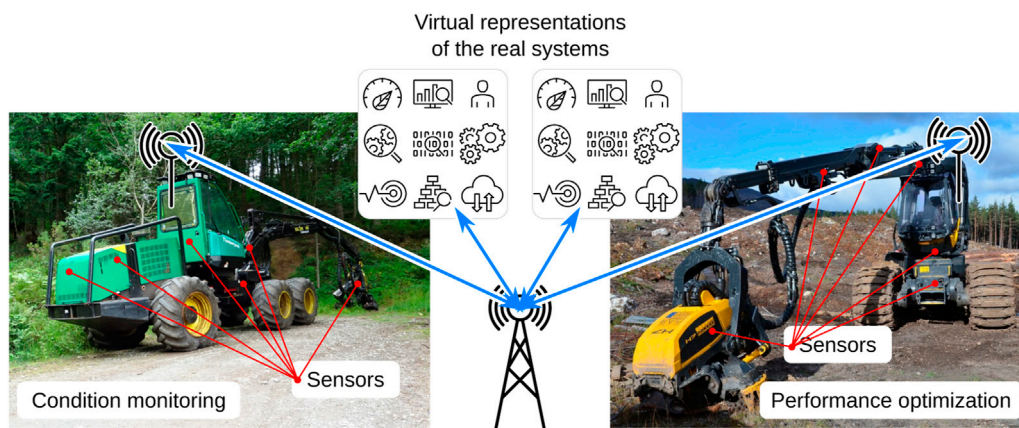 Virtual representations
of the real systems
Sensors
Condition monitoring
Sensors
Performance optimization